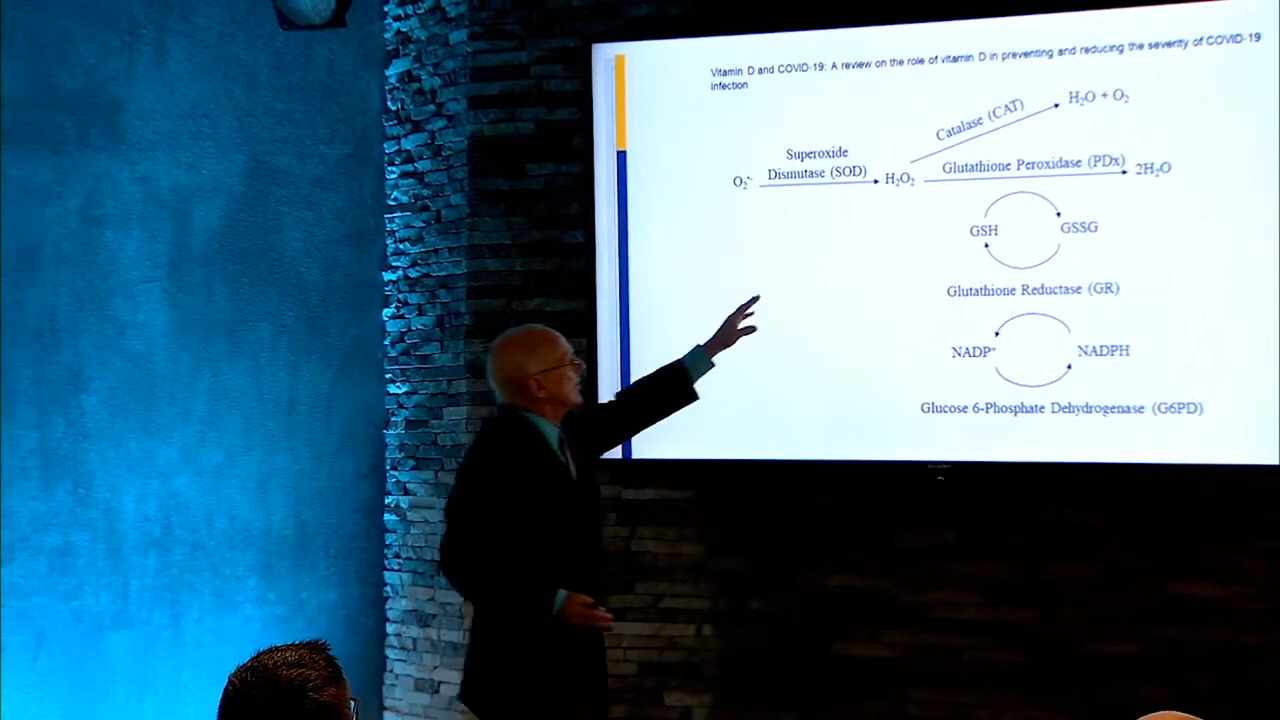 Vitamin D and COVID-19: A review on the role of vitamin D in preventing and reducing the severity of COVID-19
infection
Catalase (CAT)
H₂O + O₂
Superoxide
Dismutase (SOD)
Glutathione Peroxidase (PDx)
O₂•- H₂O₂ 2H₂O
GSH GSSG
Glutathione Reductase (GR)
NADP⁺ NADPH
Glucose 6-Phosphate Dehydrogenase (G6PD)